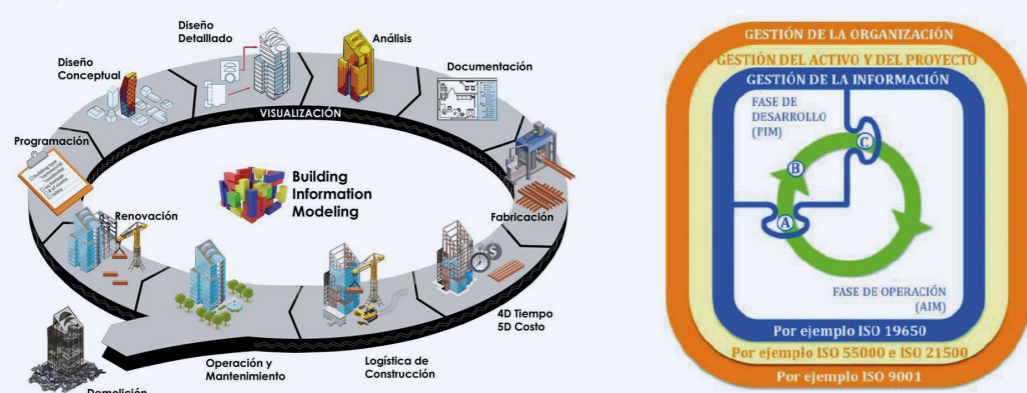 Diseño
Detalllado
Análisis
Diseño
Conceptual
Documentación
VISUALIZACIÓN
Programación
Building
Information
Modeling
Renovación
Fabricación
4D Tiempo
5D Costo
Operación y
Mantenimiento
Logística de
Construcción
Demolición
GESTIÓN DE LA ORGANIZACIÓN
GESTIÓN DEL ACTIVO Y DEL PROYECTO
GESTIÓN DE LA INFORMACIÓN
FASE DE
DESARROLLO
(PIM)
C
B
A
FASE DE OPERACIÓN
(AIM)
Por ejemplo ISO 19650
Por ejemplo ISO 55000 e ISO 21500
Por ejemplo ISO 9001